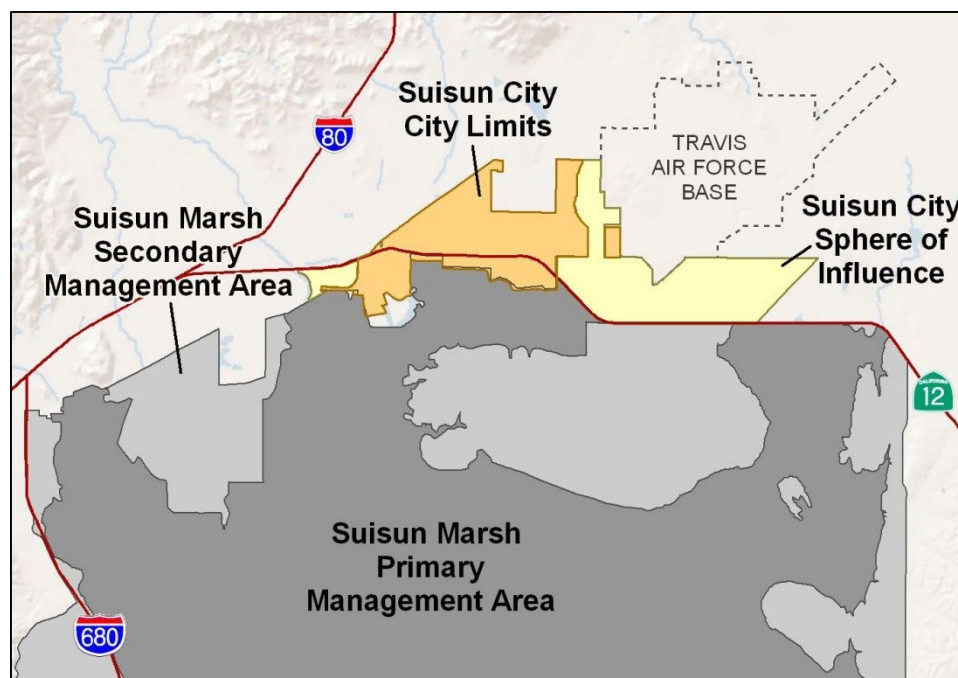 80
Suisun City
City Limits
TRAVIS
AIR FORCE
BASE
Suisun Marsh
Secondary
Management Area
Suisun City
Sphere of
Influence
CALIFORNIA
12
Suisun Marsh
Primary
Management Area
680